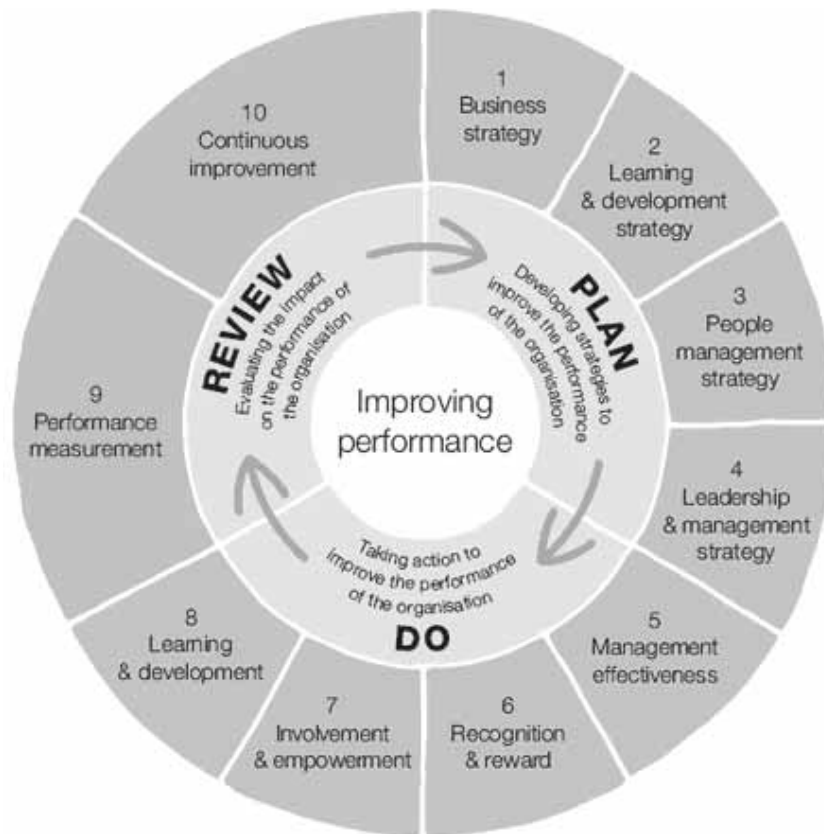 Improving
performance
PLAN
Developing strategies to
improve the performance
of the organisation
DO
Taking action to
improve the performance
of the organisation
REVIEW
Evaluating the impact
on the performance of
the organisation
1
Business
strategy
2
Learning
& development
strategy
3
People
management
strategy
4
Leadership
& management
strategy
5
Management
effectiveness
6
Recognition
& reward
7
Involvement
& empowerment
8
Learning
& development
9
Performance
measurement
10
Continuous
improvement